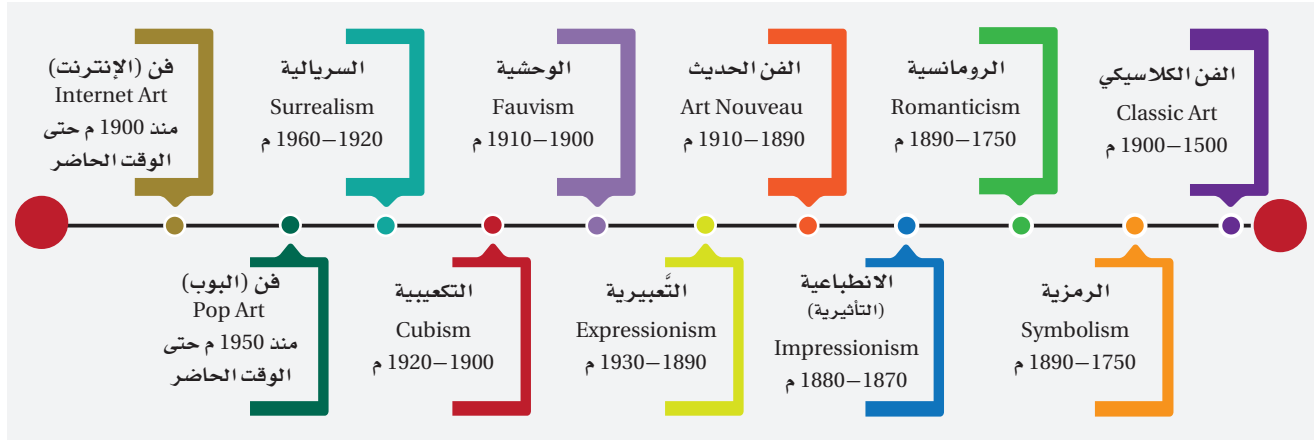 الفن الكلاسيكي
Classic Art
1500–1900 م
الرمزية
Symbolism
1750–1890 م
الرومانسية
Romanticism
1750–1890 م
الانطباعية
(التأثيرية)
Impressionism
1870–1880 م
الفن الحديث
Art Nouveau
1890–1910 م
التَّعبيرية
Expressionism
1890–1930 م
الوحشية
Fauvism
1900–1910 م
التكعيبية
Cubism
1900–1920 م
السريالية
Surrealism
1920–1960 م
فن (البوب)
Pop Art
منذ 1950 م حتى
الوقت الحاضر
فن (الإنترنت)
Internet Art
منذ 1900 م حتى
الوقت الحاضر